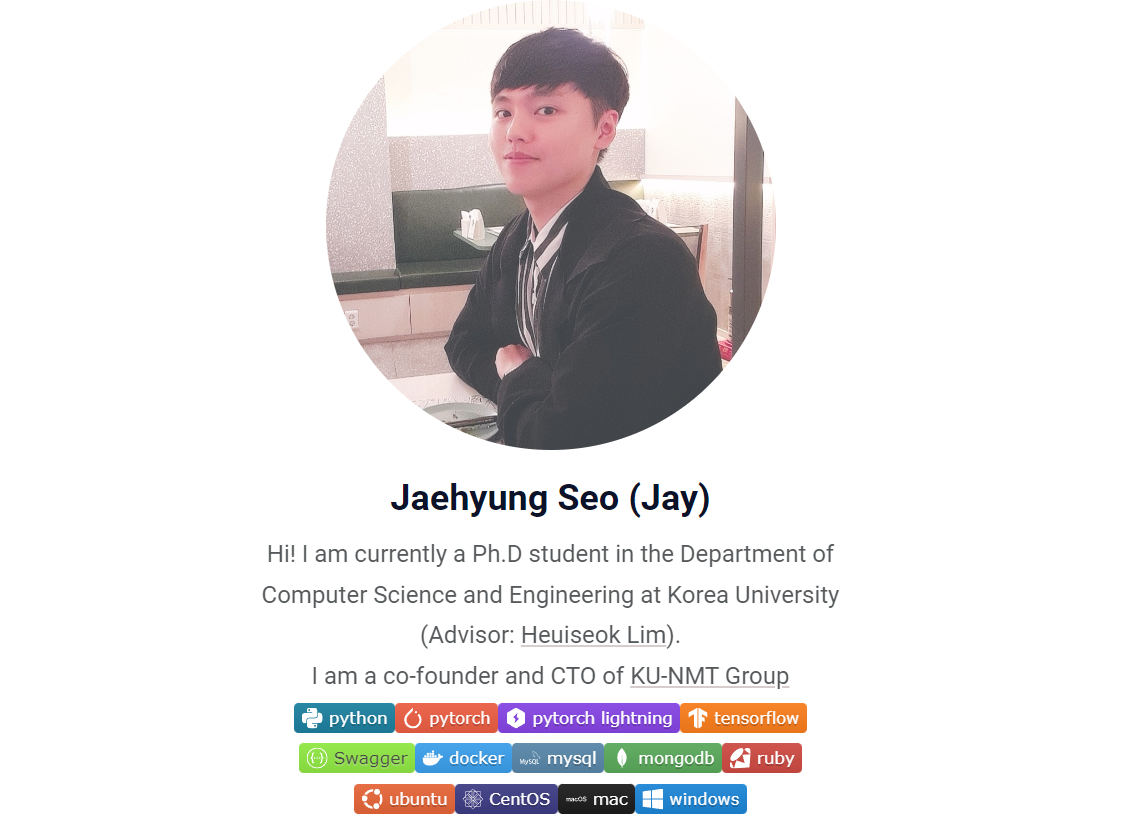 Jaehyung Seo (Jay)
Hi! I am currently a Ph.D student in the Department of
Computer Science and Engineering at Korea University
(Advisor: Heuiseok Lim).
I am a co-founder and CTO of KU-NMT Group
python pytorch pytorch lightning tensorflow
Swagger docker MySQL mysql mongodb ruby
ubuntu CentOS macOS mac windows